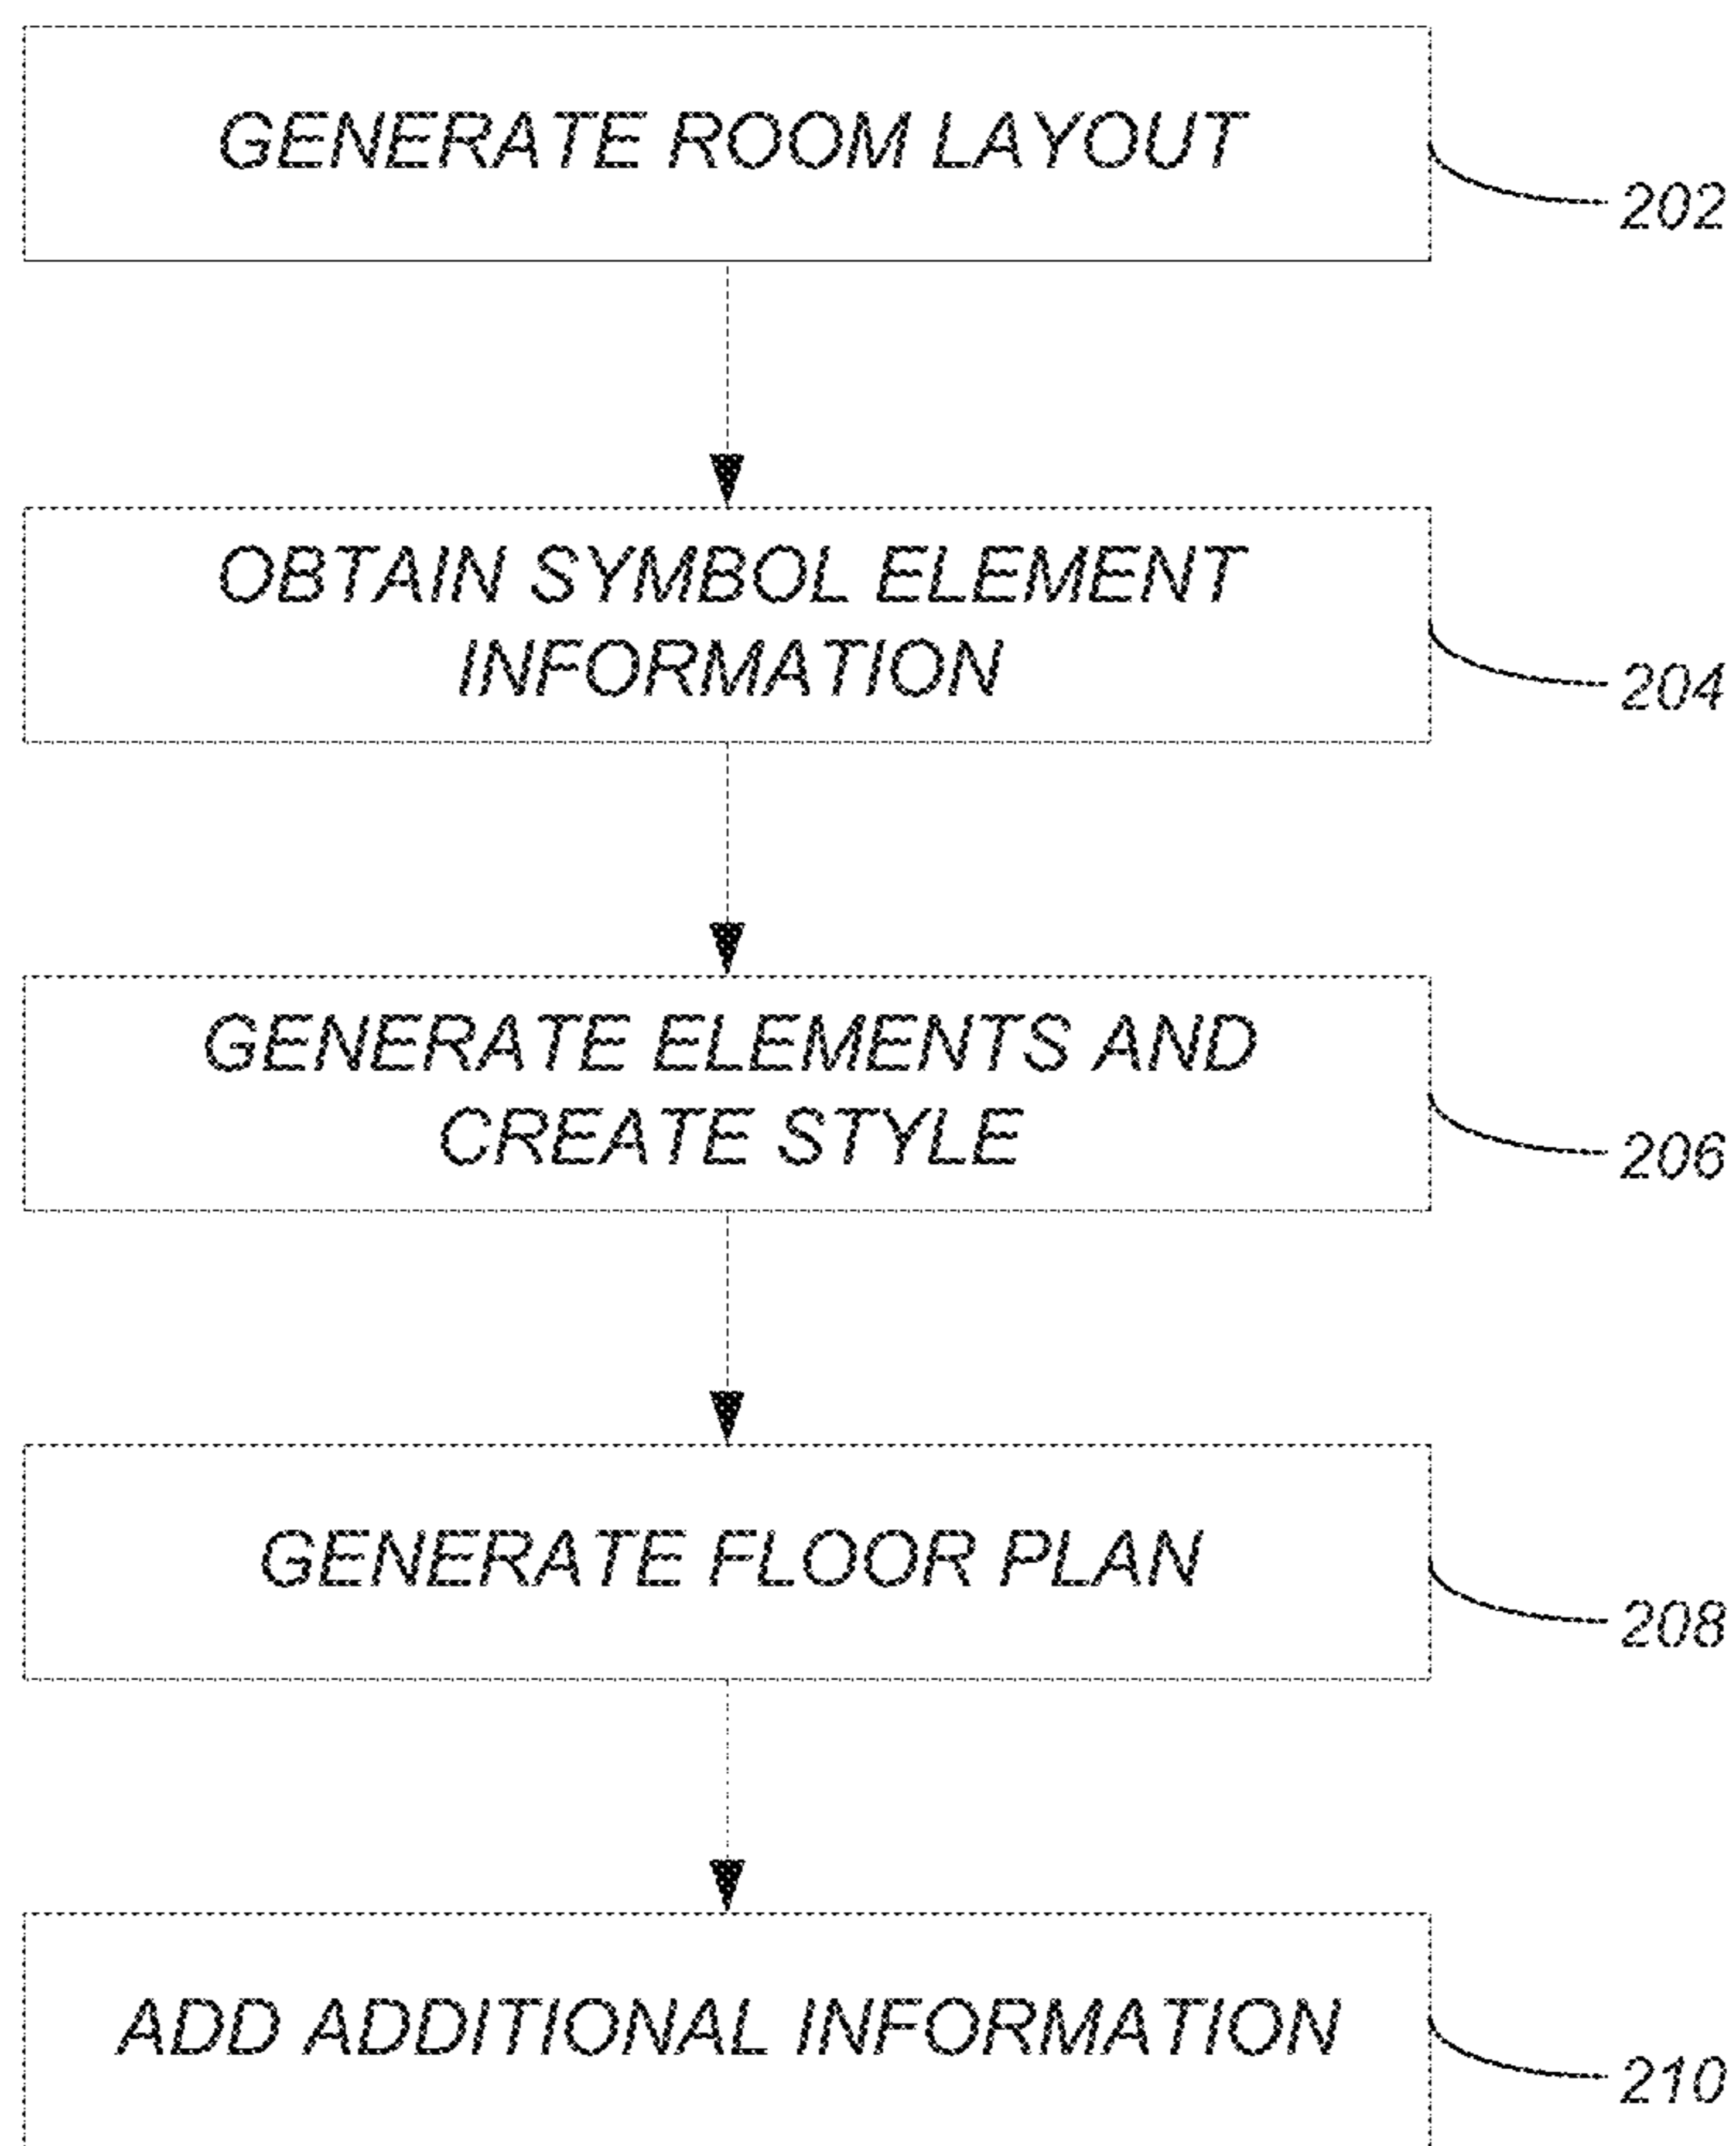 GENERATE ROOM LAYOUT
202
OBTAIN SYMBOL ELEMENT
INFORMATION
204
GENERATE ELEMENTS AND
CREATE STYLE
206
GENERATE FLOOR PLAN
208
ADD ADDITIONAL INFORMATION
210